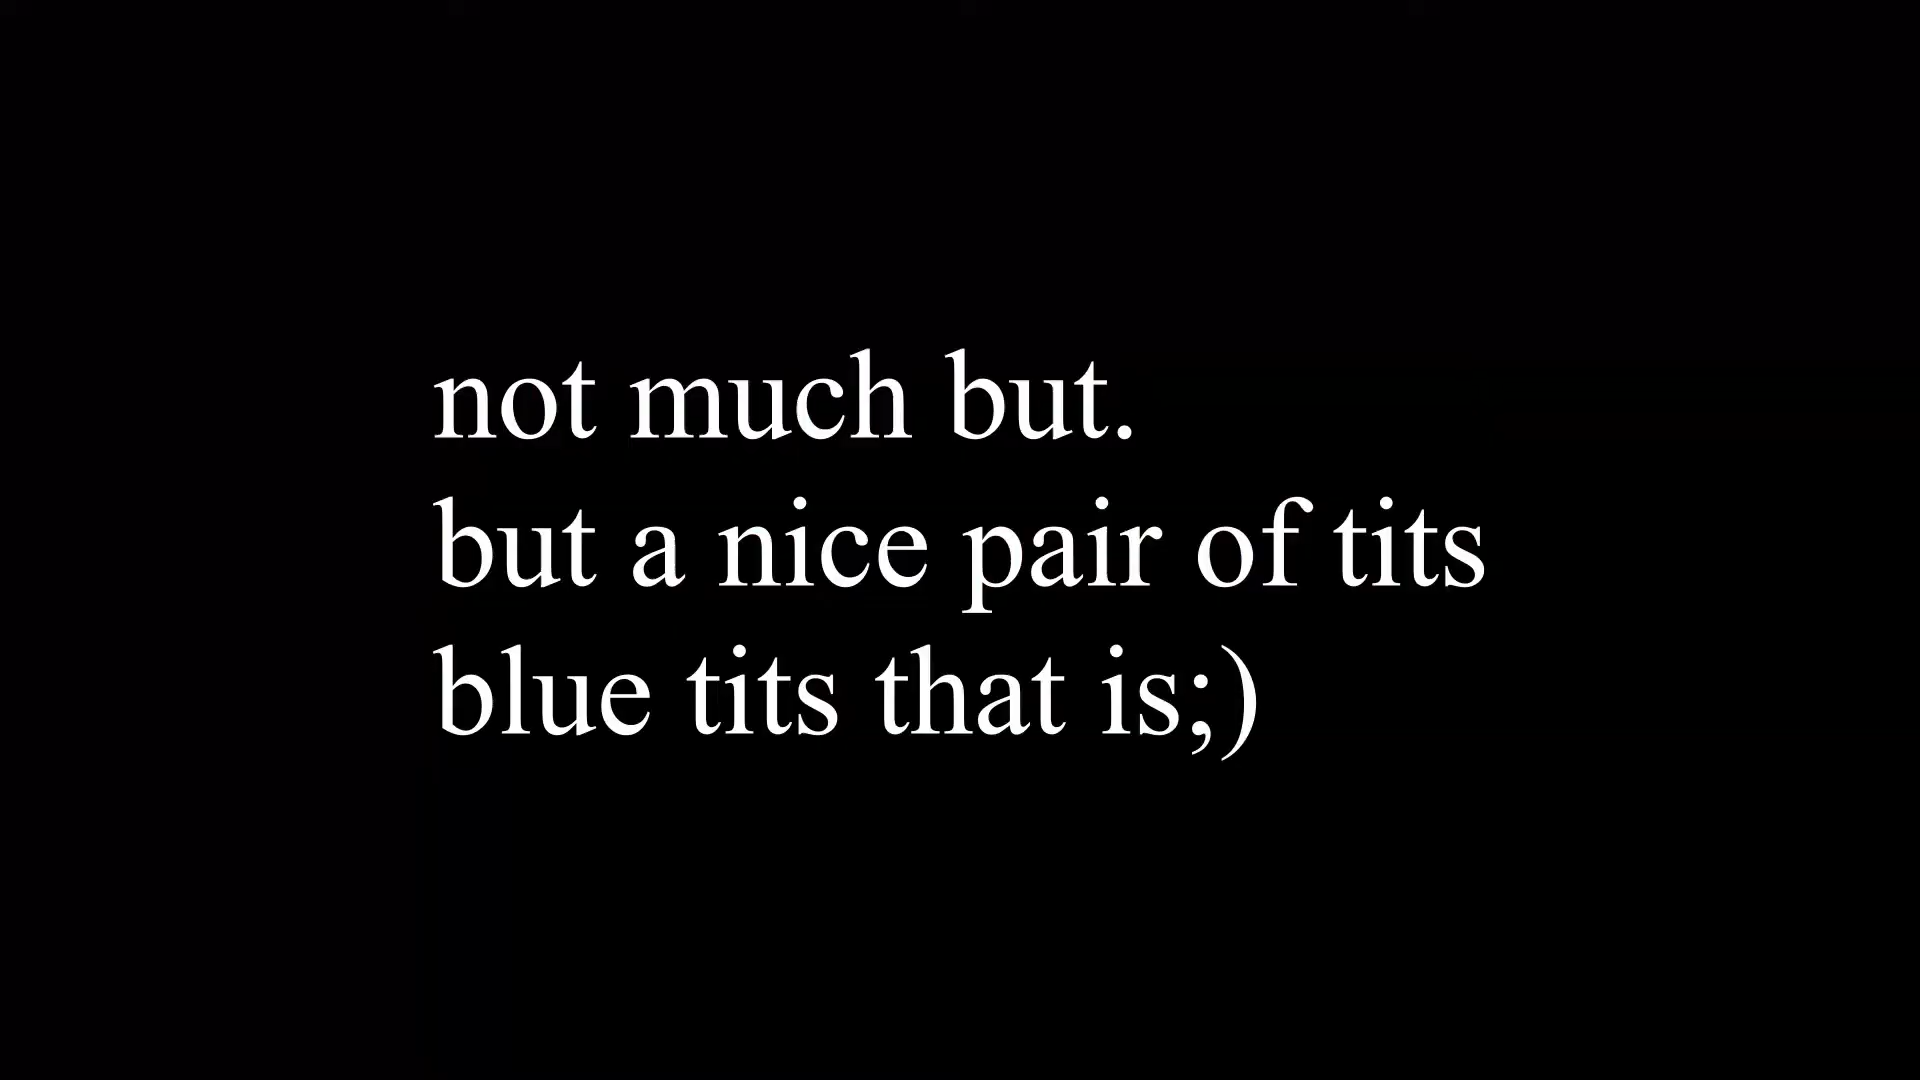 not much but.
but a nice pair of tits
blue tits that is;)